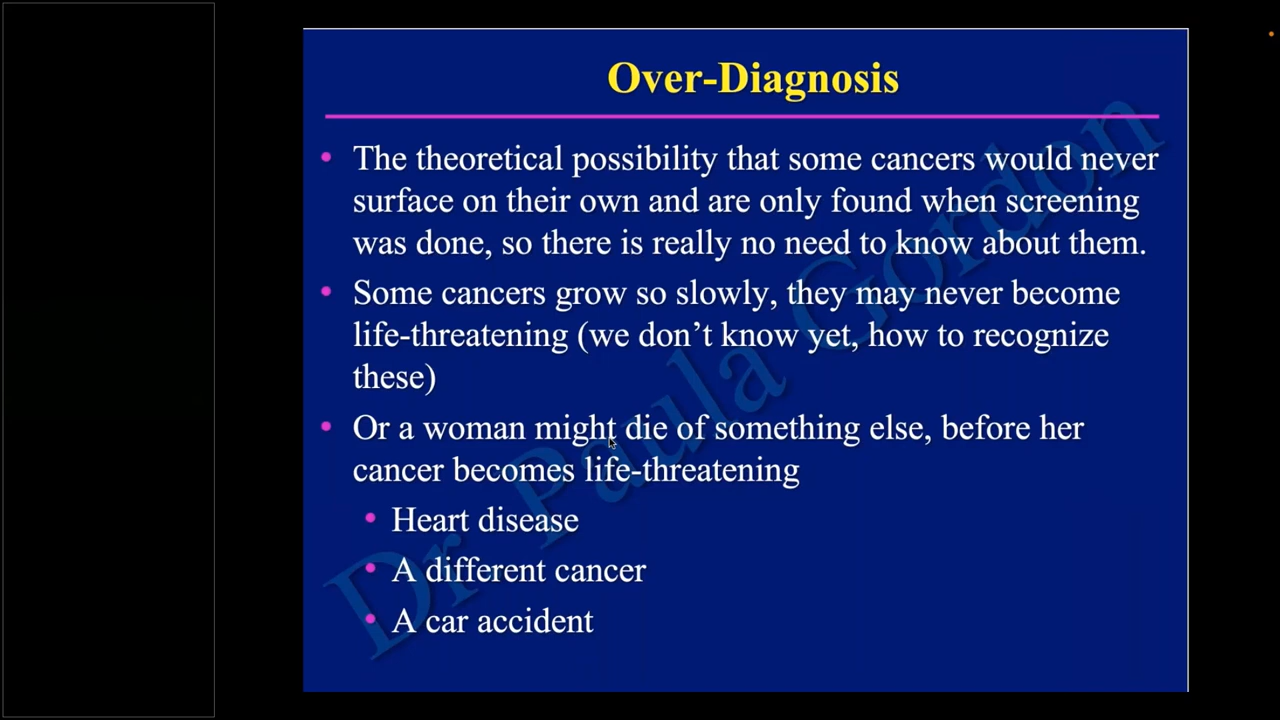 Over-Diagnosis
• The theoretical possibility that some cancers would never
surface on their own and are only found when screening
was done, so there is really no need to know about them.
• Some cancers grow so slowly, they may never become
life-threatening (we don’t know yet, how to recognize
these)
• Or a woman might die of something else, before her
cancer becomes life-threatening
• Heart disease
• A different cancer
• A car accident
Dr. Paula Gordon